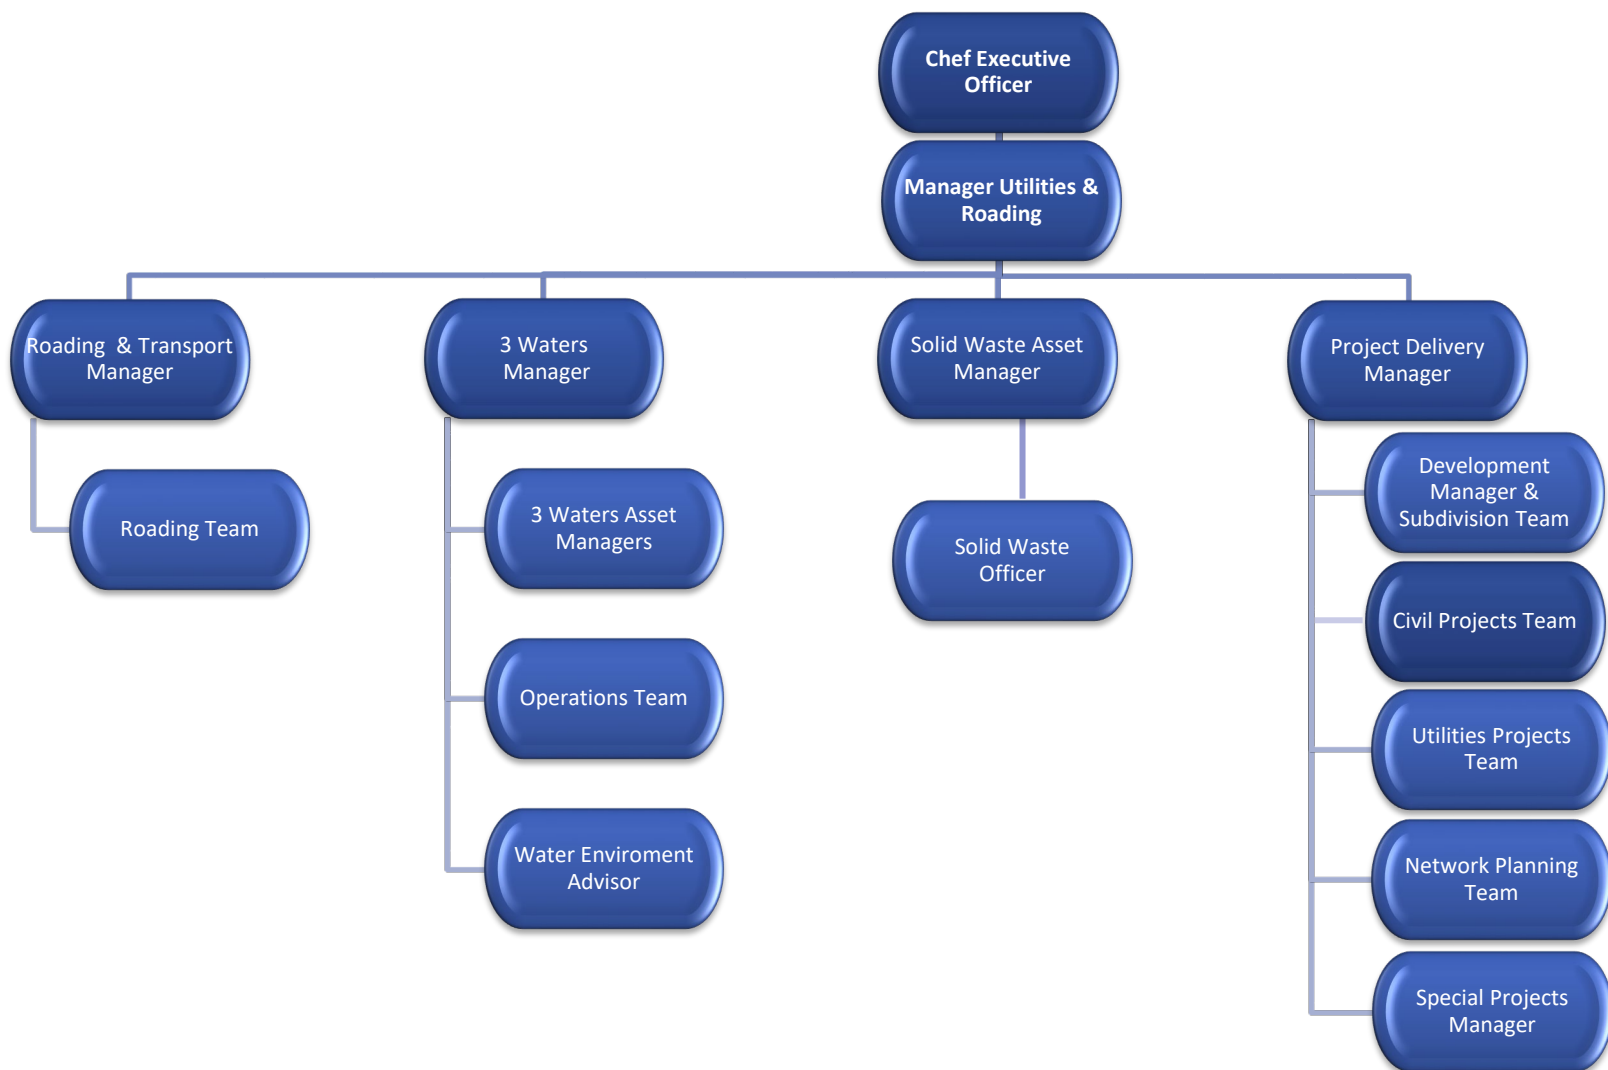 Chef Executive
Officer
Manager Utilities &
Roading
Roading & Transport
Manager
3 Waters
Manager
Solid Waste Asset
Manager
Project Delivery
Manager
Roading Team
3 Waters Asset
Managers
Operations Team
Water Enviroment
Advisor
Solid Waste
Officer
Development
Manager &
Subdivision Team
Civil Projects Team
Utilities Projects
Team
Network Planning
Team
Special Projects
Manager